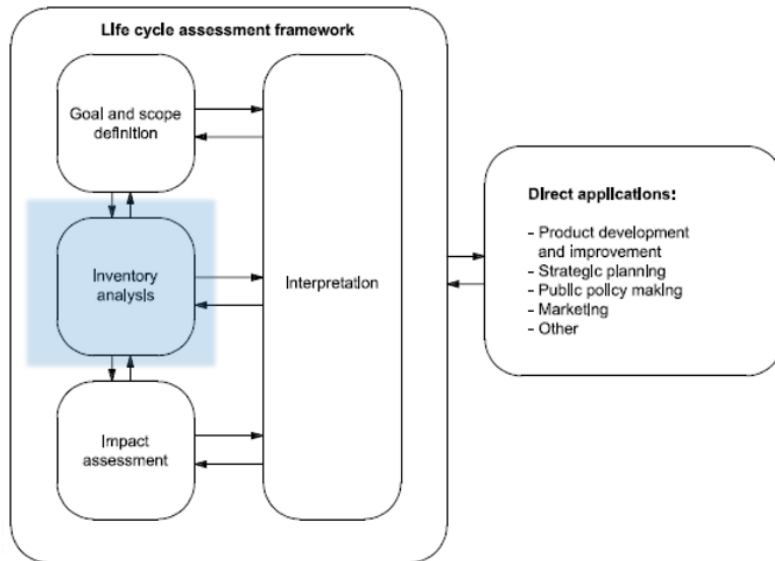 Life cycle assessment framework
Goal and scope
definition
Inventory
analysis
Impact
assessment
Interpretation
Direct applications:
- Product development
and improvement
- Strategic planning
- Public policy making
- Marketing
- Other